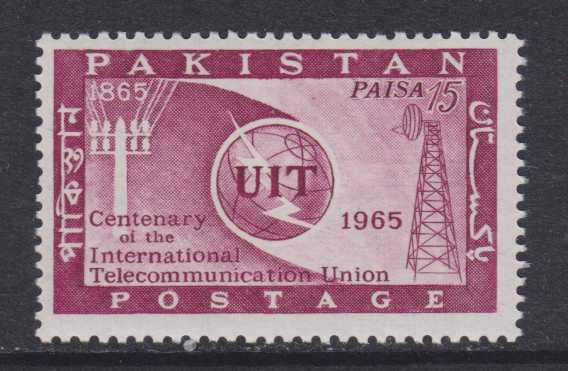 PAKISTAN
1865
PAISA 15
পাকিস্তান
پاکستان
UIT
1965
Centenary
of the
International
Telecommunication Union
POSTAGE